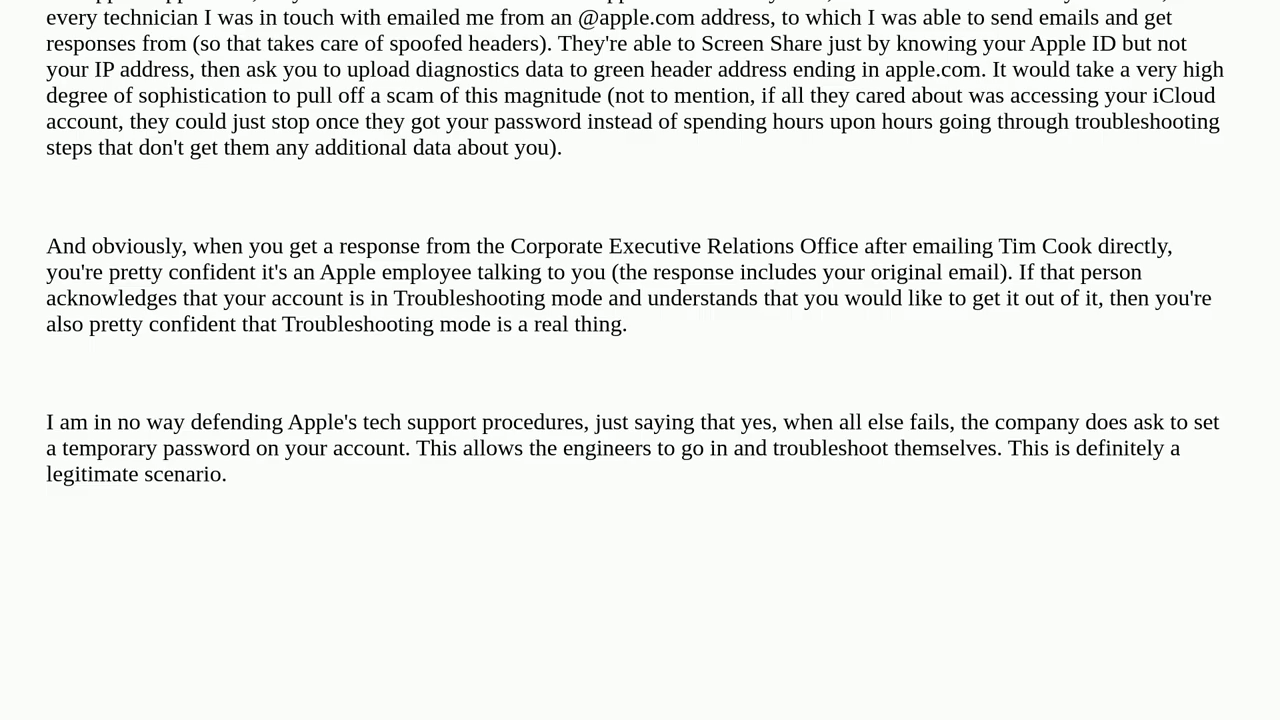 every technician I was in touch with emailed me from an @apple.com address, to which I was able to send emails and get
responses from (so that takes care of spoofed headers). They're able to Screen Share just by knowing your Apple ID but not
your IP address, then ask you to upload diagnostics data to green header address ending in apple.com. It would take a very high
degree of sophistication to pull off a scam of this magnitude (not to mention, if all they cared about was accessing your iCloud
account, they could just stop once they got your password instead of spending hours upon hours going through troubleshooting
steps that don't get them any additional data about you).
And obviously, when you get a response from the Corporate Executive Relations Office after emailing Tim Cook directly,
you're pretty confident it's an Apple employee talking to you (the response includes your original email). If that person
acknowledges that your account is in Troubleshooting mode and understands that you would like to get it out of it, then you're
also pretty confident that Troubleshooting mode is a real thing.
I am in no way defending Apple's tech support procedures, just saying that yes, when all else fails, the company does ask to set
a temporary password on your account. This allows the engineers to go in and troubleshoot themselves. This is definitely a
legitimate scenario.